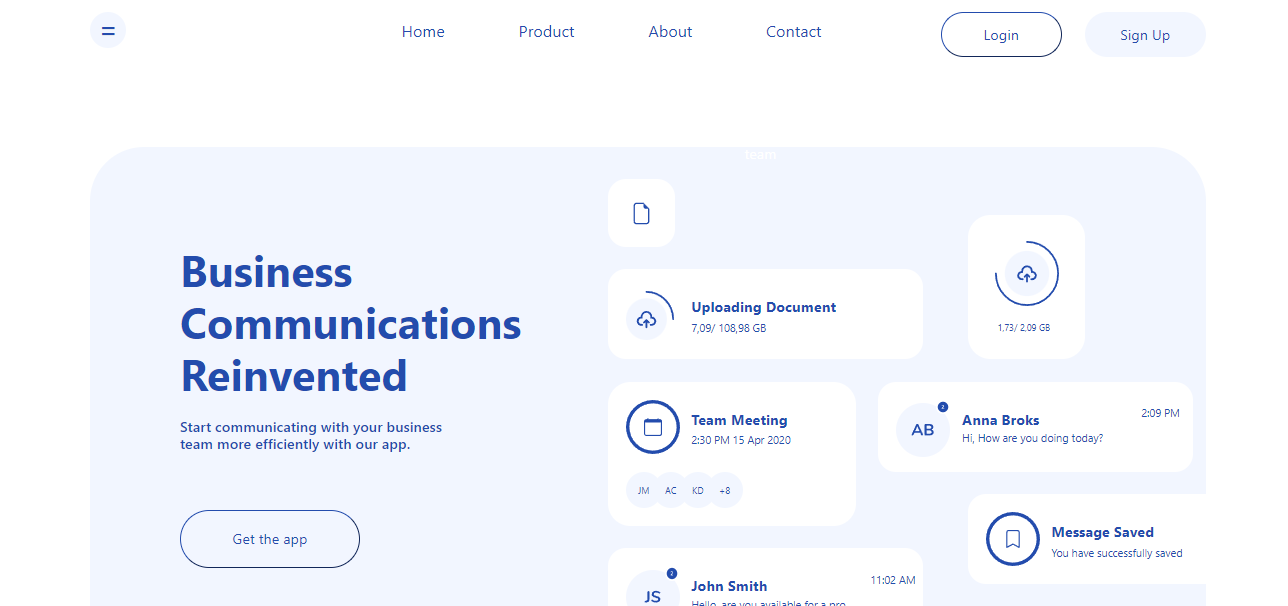 Home
Product
About
Contact
Login
Sign Up
Team
Business
Communications
Reinvented
Start communicating with your business
team more efficiently with our app.
Get the app
Uploading Document
7,09/ 108,98 GB
1,73/ 2,09 GB
Team Meeting
2:30 PM 15 Apr 2020
JM
AC
KD
+8
2
AB
Anna Broks
Hi, How are you doing today?
2:09 PM
Message Saved
You have successfully saved
2
JS
John Smith
Hello, are you available for a pro
11:02 AM